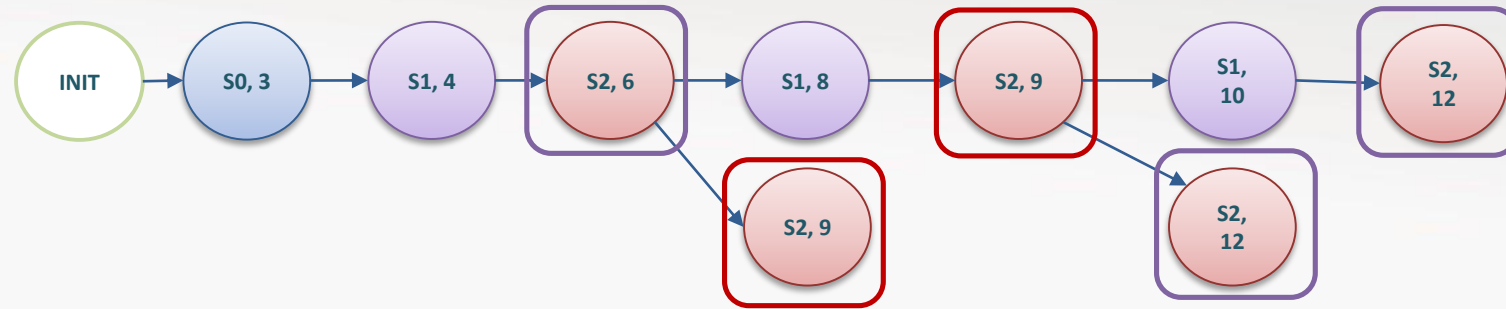 INIT
S0, 3
S1, 4
S2, 6
S1, 8
S2, 9
S1,
10
S2,
12
S2, 9
S2,
12